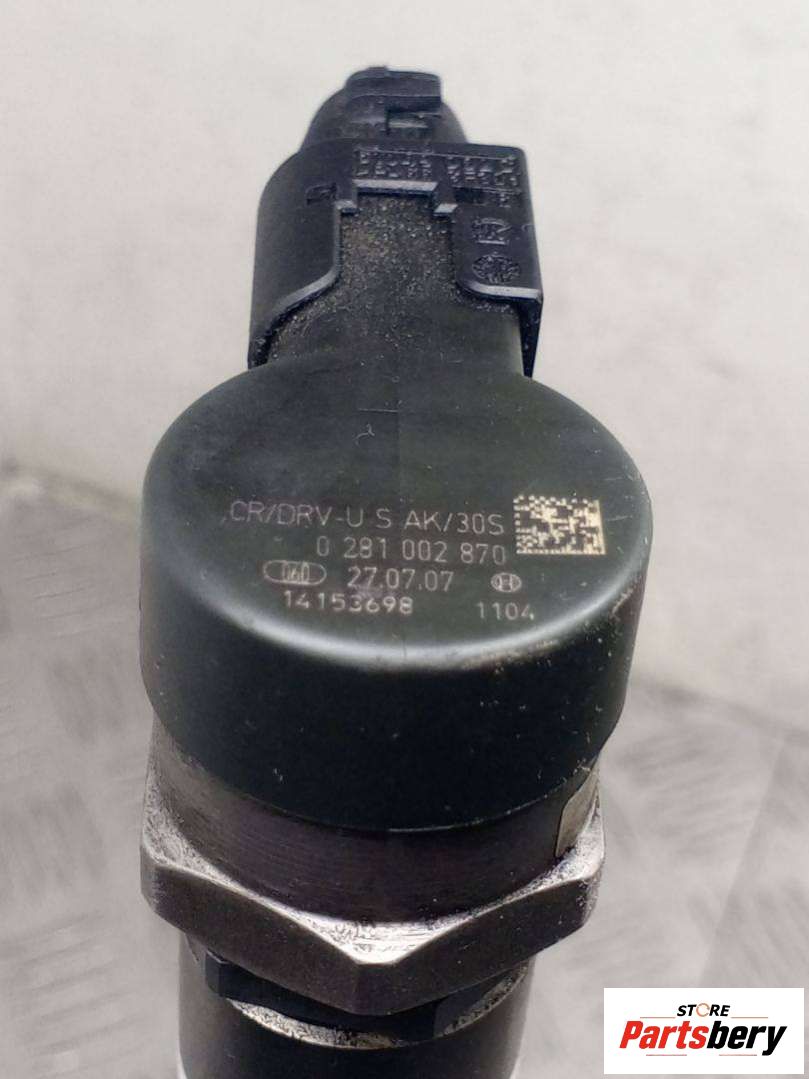 CR/DRV-U S AK/30S
0 281 002 870
27.07.07
14153698 1104
STORE
Partsbery